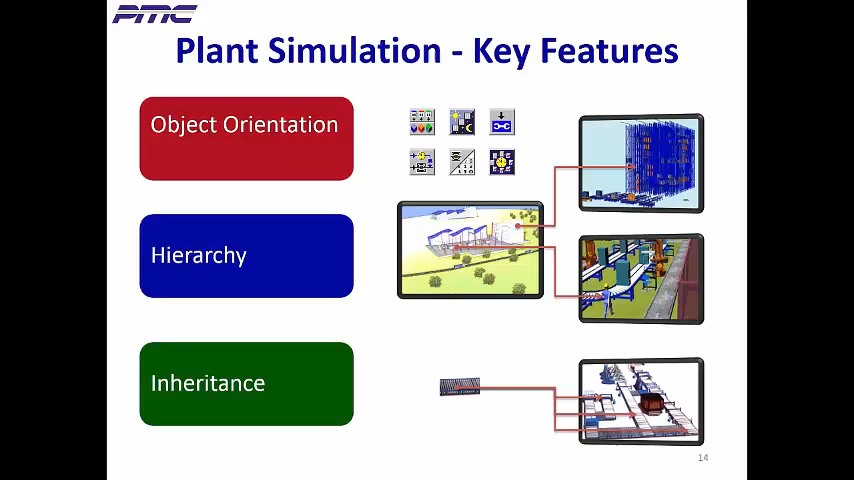 PMC
Plant Simulation - Key Features
Object Orientation
Hierarchy
Inheritance
14